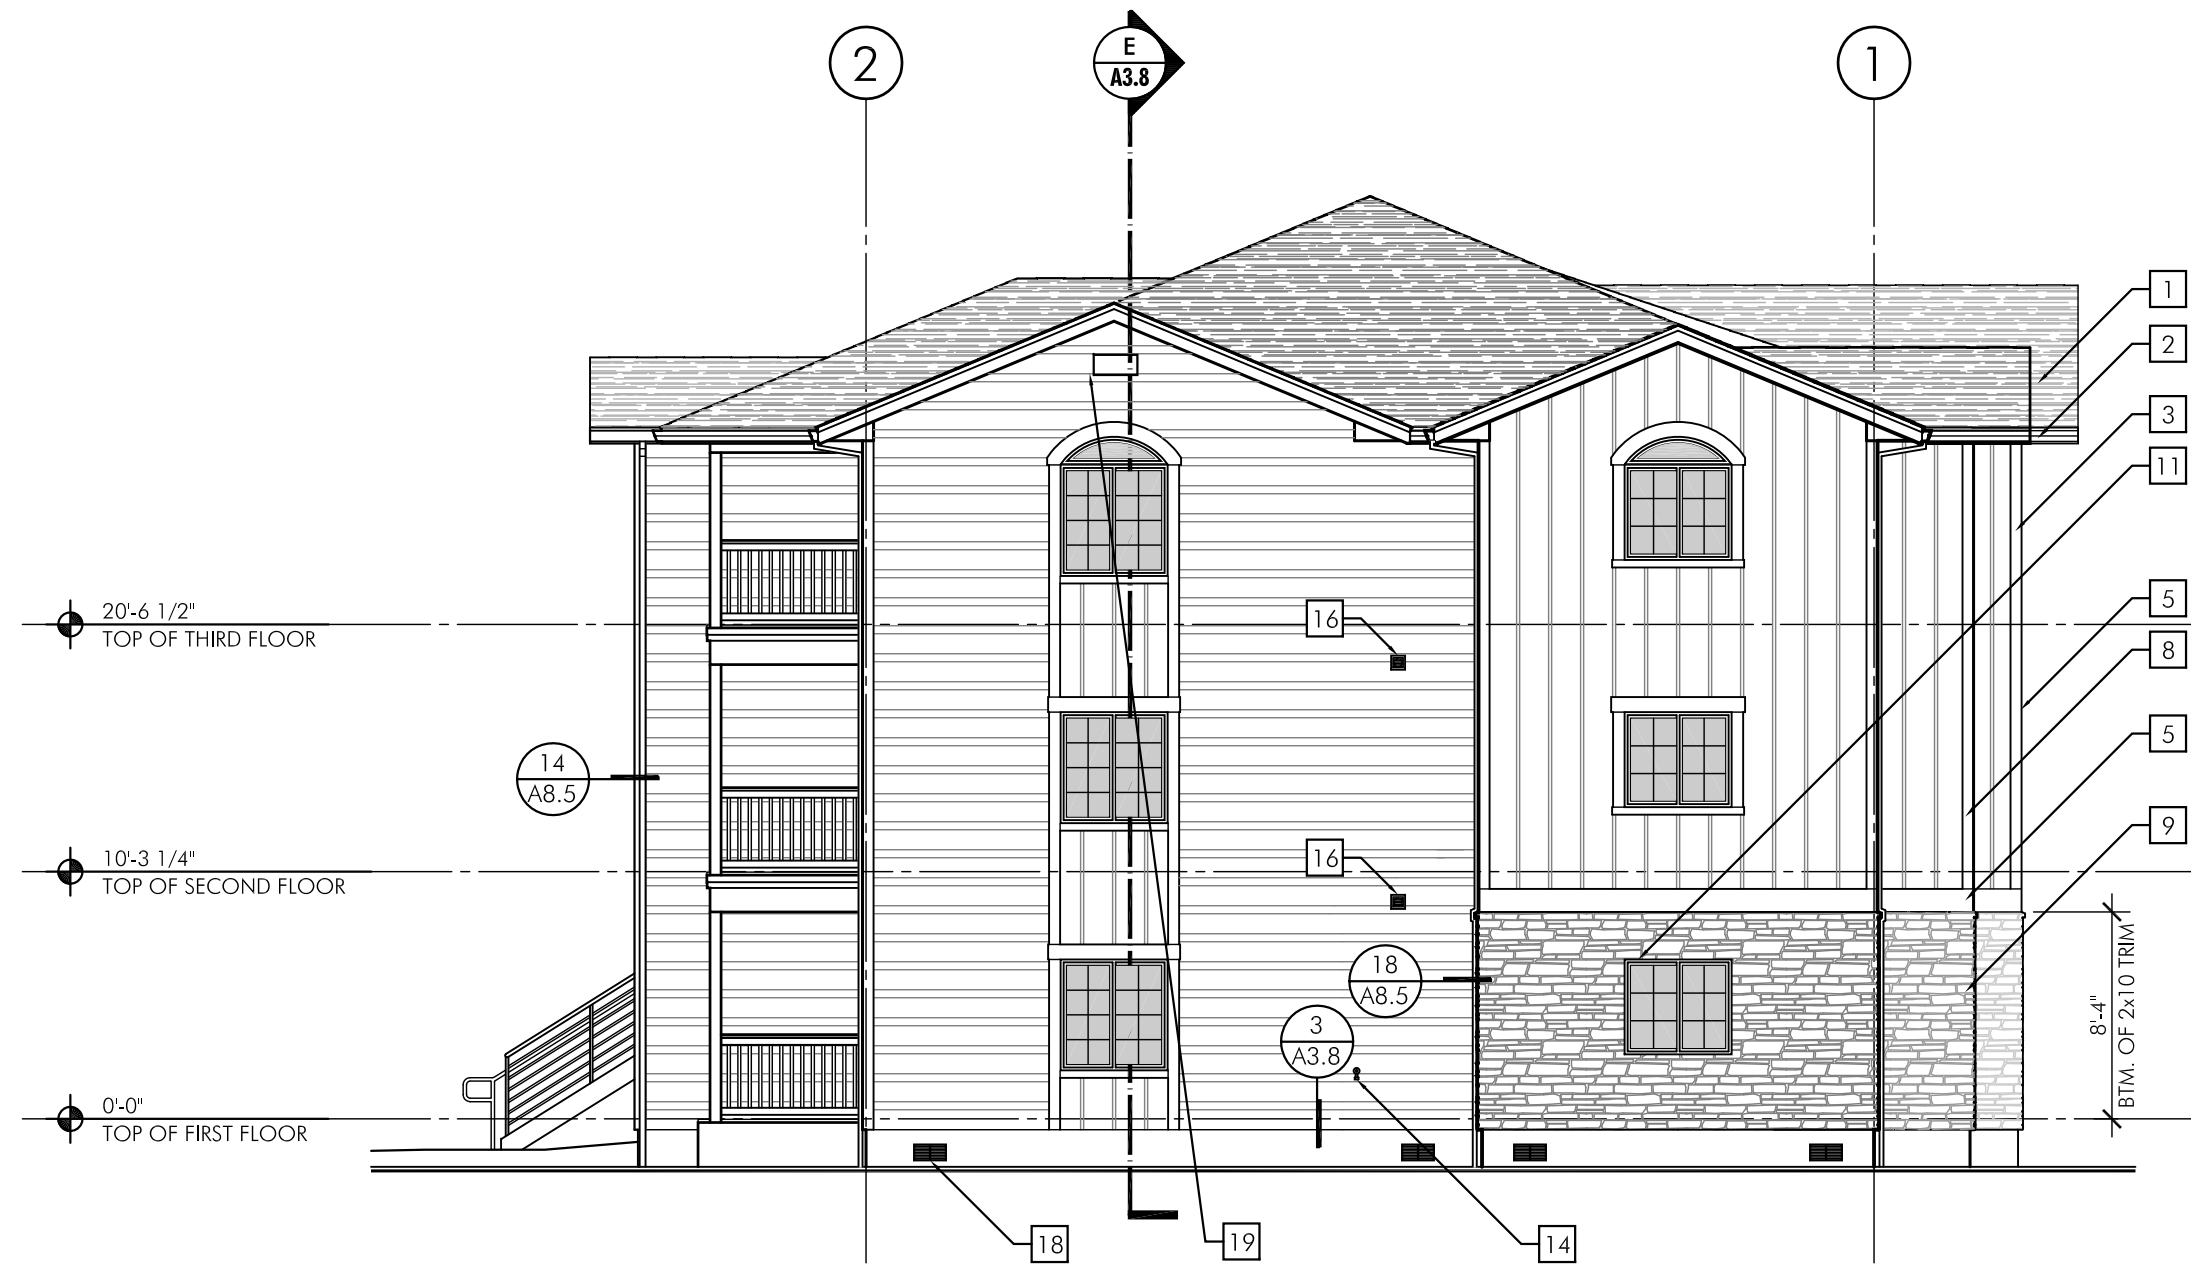 2
E
A3.8
1
1
2
3
11
20'-6 1/2"
TOP OF THIRD FLOOR
16
5
8
14
A8.5
5
10'-3 1/4"
TOP OF SECOND FLOOR
16
9
18
A8.5
3
A3.8
8'-4"
BTM. OF 2x10 TRIM
0'-0"
TOP OF FIRST FLOOR
18
19
14